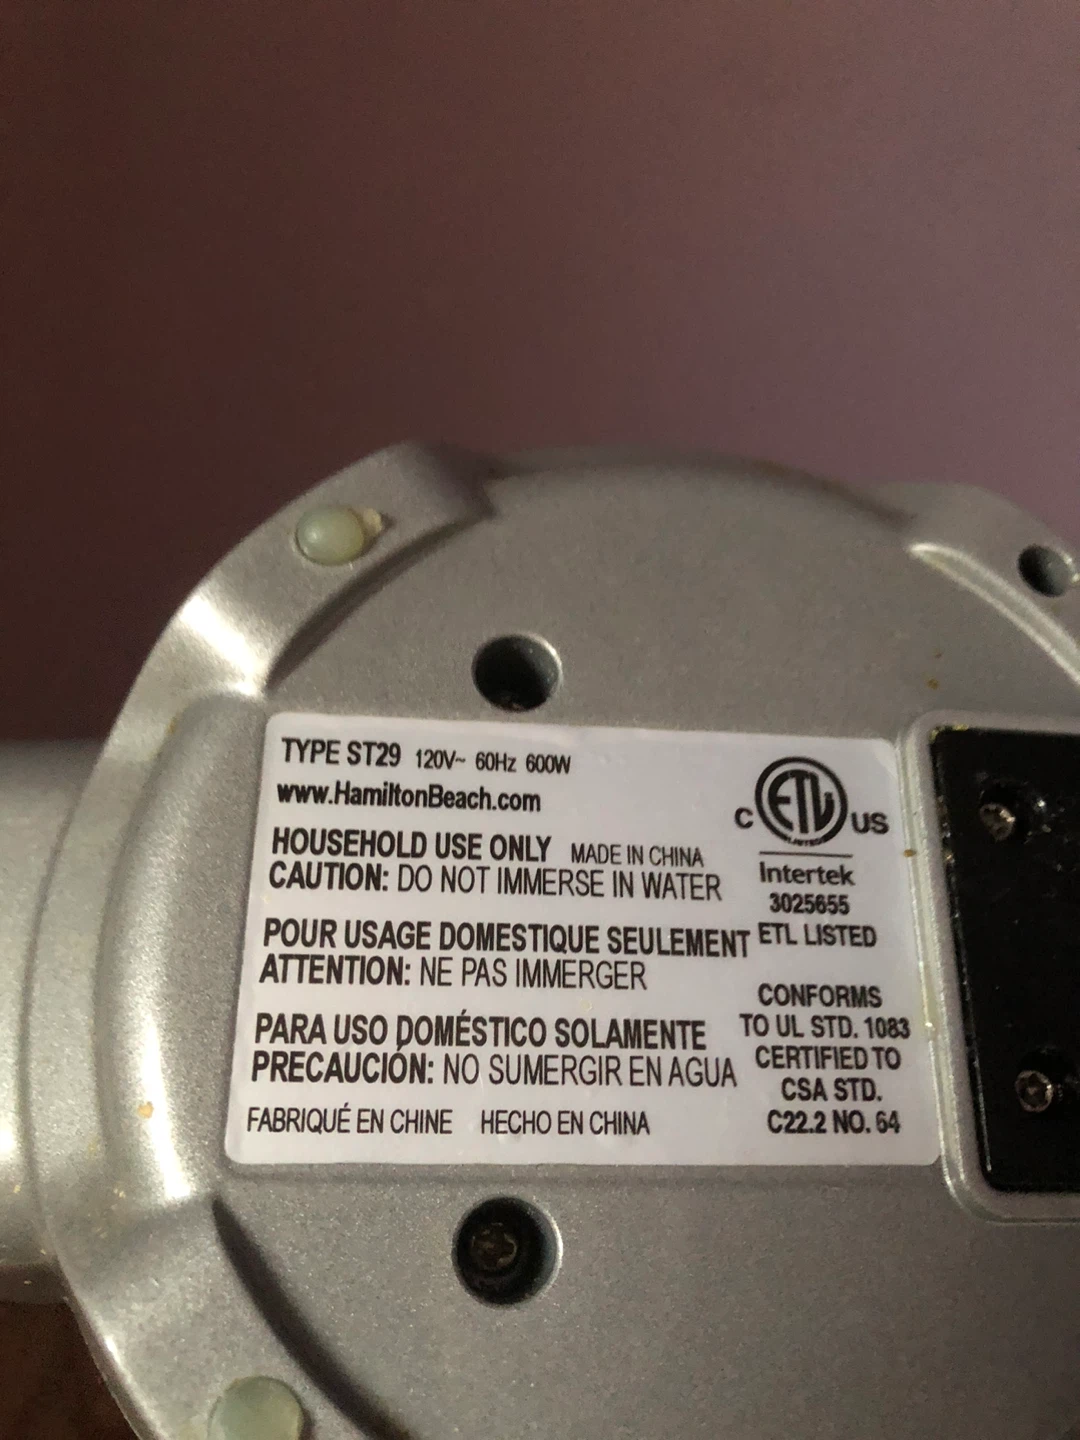 TYPE ST29 120V~ 60Hz 600W
www.HamiltonBeach.com
HOUSEHOLD USE ONLY MADE IN CHINA
CAUTION: DO NOT IMMERSE IN WATER
POUR USAGE DOMESTIQUE SEULEMENT
ATTENTION: NE PAS IMMERGER
PARA USO DOMÉSTICO SOLAMENTE
PRECAUCIÓN: NO SUMERGIR EN AGUA
FABRIQUÉ EN CHINE HECHO EN CHINA
C ETL US
LISTED
Intertek
3025655
ETL LISTED
CONFORMS
TO UL STD. 1083
CERTIFIED TO
CSA STD.
C22.2 NO. 64